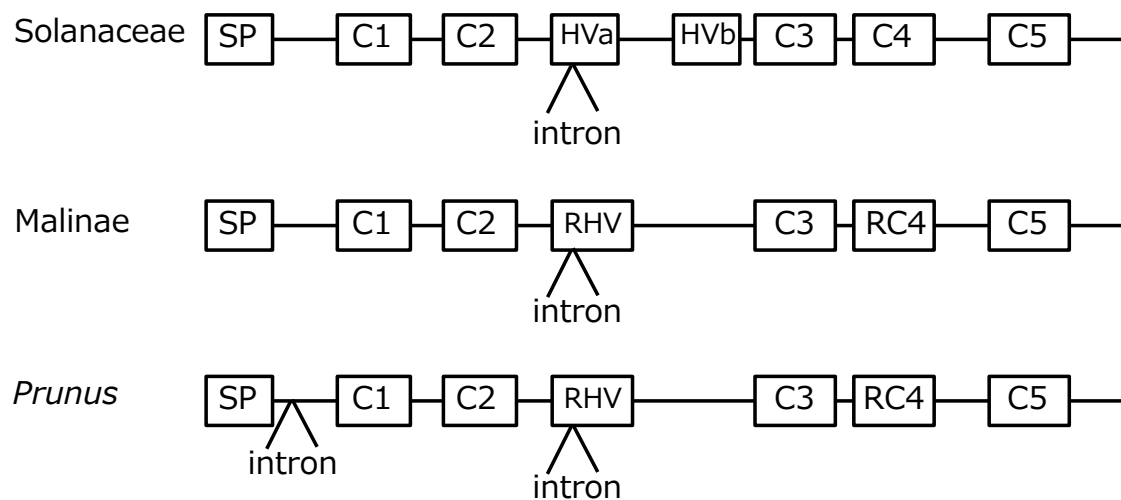 Solanaceae SP C1 C2 HVa HVb C3 C4 C5
intron
Malinae SP C1 C2 RHV C3 RC4 C5
intron
Prunus SP C1 C2 RHV C3 RC4 C5
intron intron